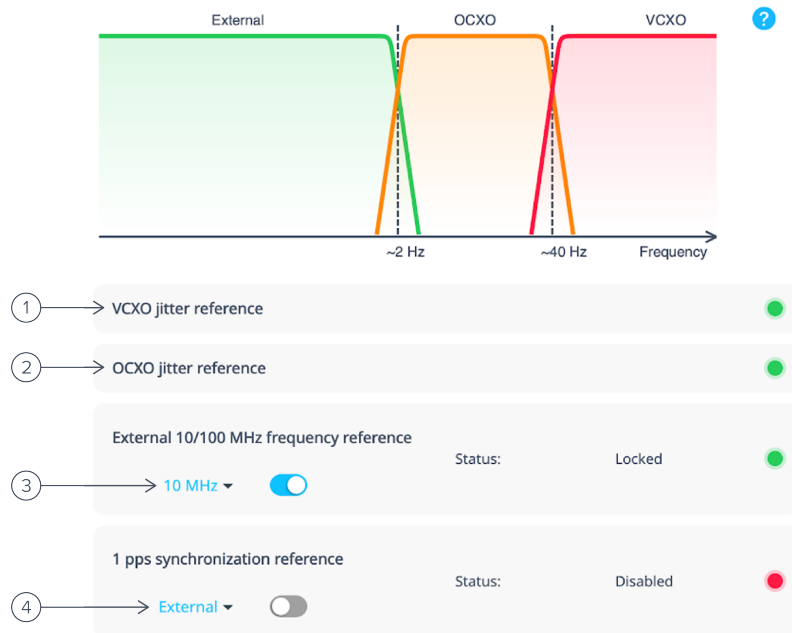 External OCXO VCXO ?
~2 Hz ~40 Hz Frequency
1 VCXO jitter reference
2 OCXO jitter reference
External 10/100 MHz frequency reference
Status: Locked
3 10 MHz
1 pps synchronization reference
Status: Disabled
4 External